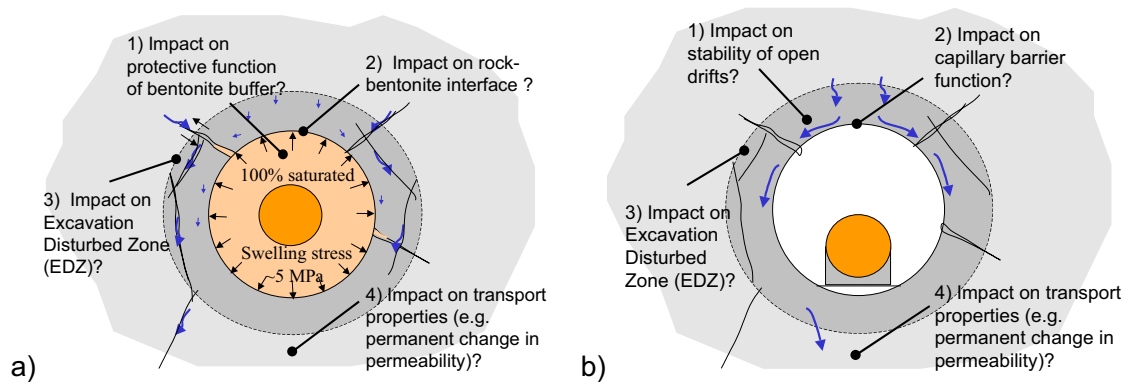 1) Impact on
protective function
of bentonite buffer?
2) Impact on rock-
bentonite interface ?
100% saturated
3) Impact on
Excavation
Disturbed Zone
(EDZ)?
Swelling stress
~5 MPa
4) Impact on transport
properties (e.g.
permanent change in
permeability)?
a)
1) Impact on
stability of open
drifts?
2) Impact on
capillary barrier
function?
3) Impact on
Excavation
Disturbed
Zone (EDZ)?
4) Impact on transport
properties (e.g.
permanent change in
permeability)?
b)